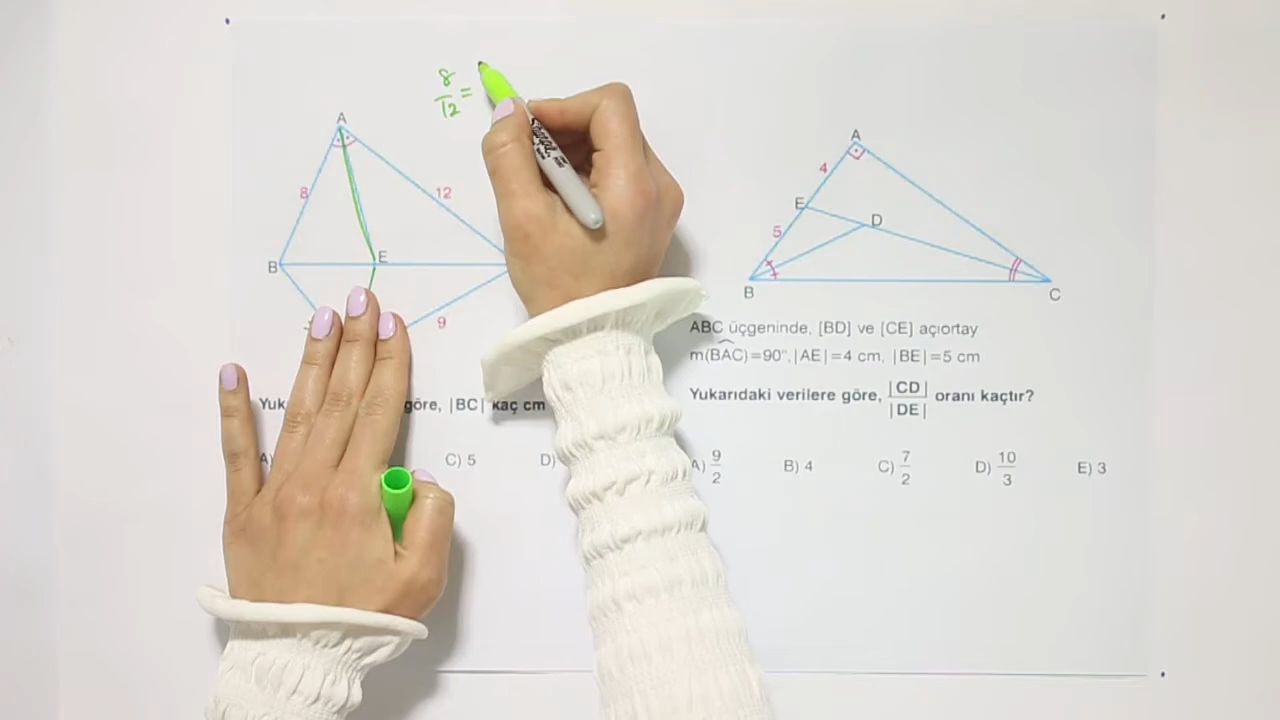 8
12 =
A
8
12
B
E
9
göre, |BC| kaç cm
C) 5
D)
A
4
E
D
5
B
C
ABC üçgeninde, [BD] ve [CE] açıortay
m(BAC)=90°, |AE|=4 cm, |BE|=5 cm
Yukarıdaki verilere göre, |CD| / |DE| oranı kaçtır?
A) 9/2 B) 4 C) 7/2 D) 10/3 E) 3